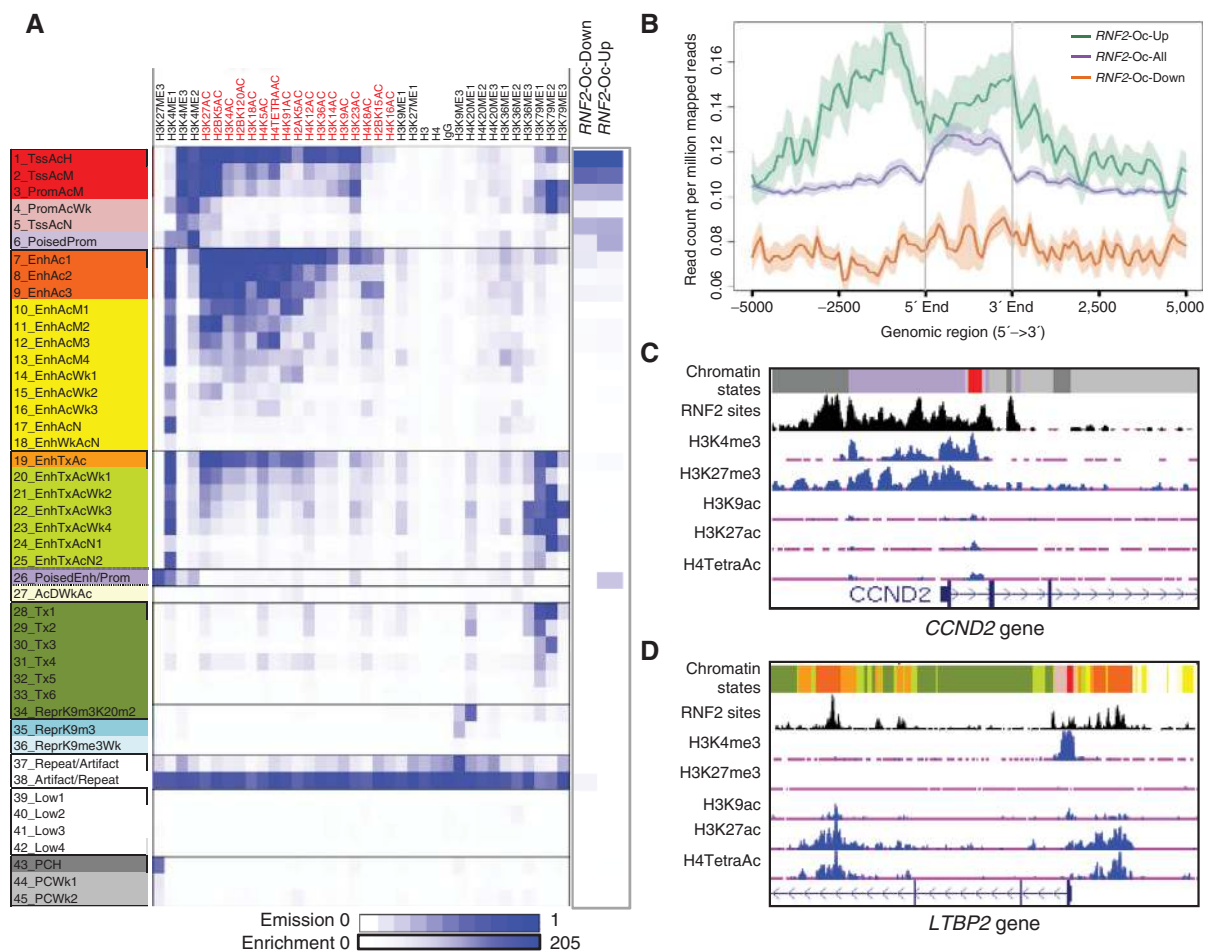 A
RNF2-Oc-Down
RNF2-Oc-Up
H3K27ME3
H3K4ME1
H3K4ME3
H3K4ME2
H3K27AC
H2BK5AC
H3K4AC
H2BK120AC
H3K18AC
H4K5AC
H4TETRAAC
H4K91AC
H2AK5AC
H4K12AC
H3K36AC
H3K14AC
H3K9AC
H3K23AC
H4K8AC
H2BK15AC
H4K16AC
H3K9ME1
H3K27ME1
H3
H4
IgG
H3K9ME3
H4K20ME1
H4K20ME2
H4K20ME3
H3K36ME1
H3K36ME2
H3K36ME3
H3K79ME1
H3K79ME2
H3K79ME3
1_TssAcH
2_TssAcM
3_PromAcM
4_PromAcWk
5_TssAcN
6_PoisedProm
7_EnhAc1
8_EnhAc2
9_EnhAc3
10_EnhAcM1
11_EnhAcM2
12_EnhAcM3
13_EnhAcM4
14_EnhAcWk1
15_EnhAcWk2
16_EnhAcWk3
17_EnhAcN
18_EnhWkAcN
19_EnhTxAc
20_EnhTxAcWk1
21_EnhTxAcWk2
22_EnhTxAcWk3
23_EnhTxAcWk4
24_EnhTxAcN1
25_EnhTxAcN2
26_PoisedEnh/Prom
27_AcDWkAc
28_Tx1
29_Tx2
30_Tx3
31_Tx4
32_Tx5
33_Tx6
34_ReprK9m3K20m2
35_ReprK9m3
36_ReprK9me3Wk
37_Repeat/Artifact
38_Artifact/Repeat
39_Low1
40_Low2
41_Low3
42_Low4
43_PCH
44_PCWk1
45_PCWk2
Emission 0 1
Enrichment 0 205
B
Read count per million mapped reads
0.06 0.08 0.10 0.12 0.14 0.16
RNF2-Oc-Up
RNF2-Oc-All
RNF2-Oc-Down
−5000 −2500 5´ End 3´ End 2,500 5,000
Genomic region (5´->3´)
C
Chromatin
states
RNF2 sites
H3K4me3
H3K27me3
H3K9ac
H3K27ac
H4TetraAc
CCND2
CCND2 gene
D
Chromatin
states
RNF2 sites
H3K4me3
H3K27me3
H3K9ac
H3K27ac
H4TetraAc
LTBP2 gene